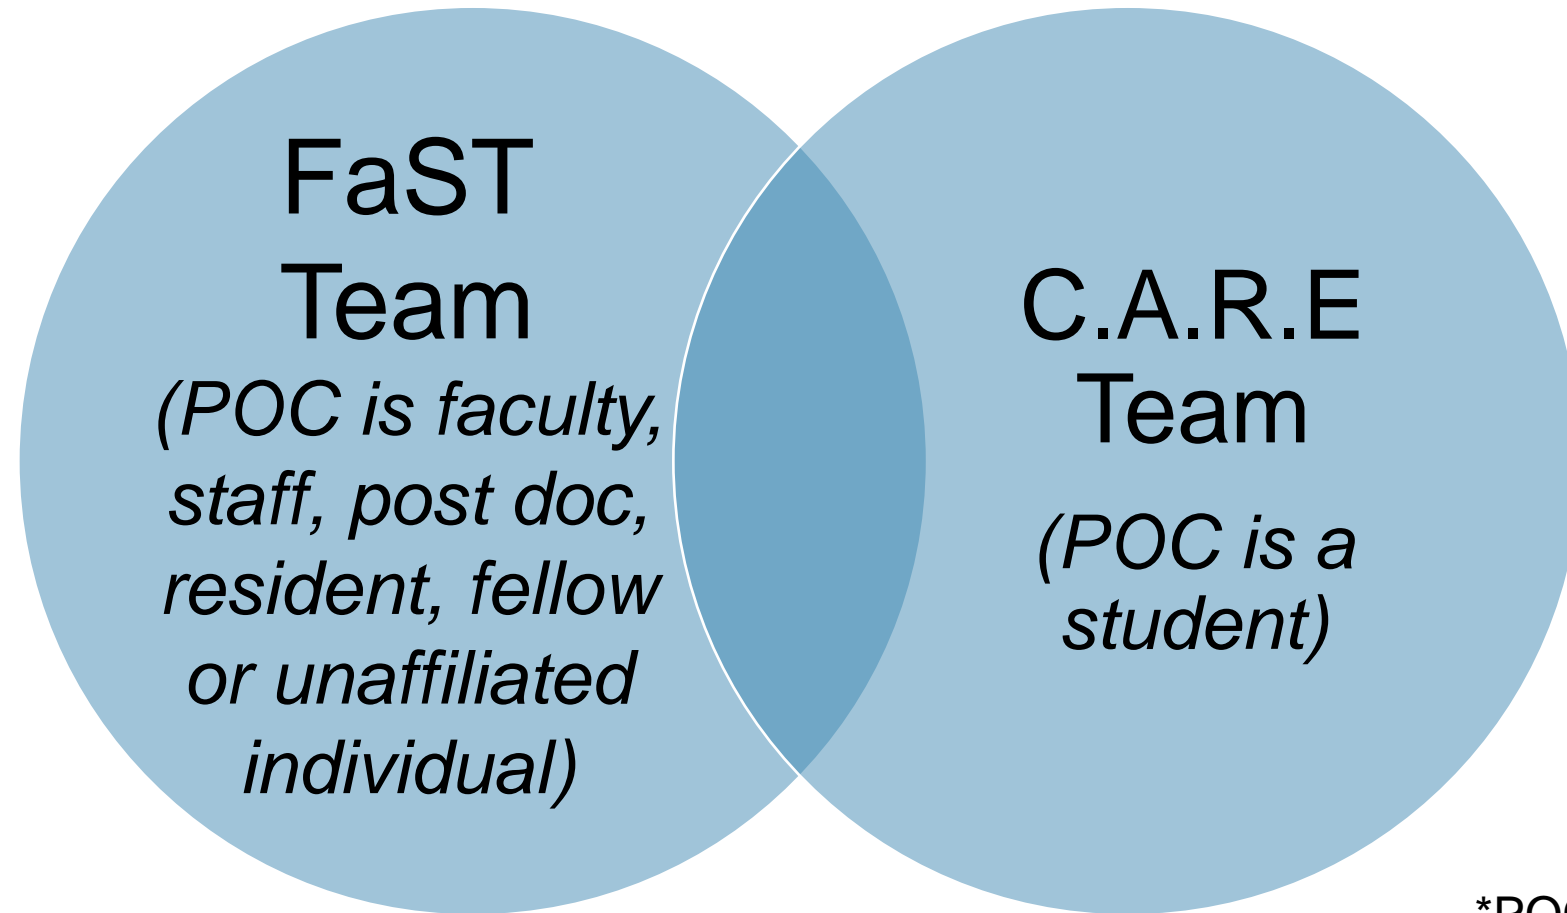 FaST
Team
(POC is faculty,
staff, post doc,
resident, fellow
or unaffiliated
individual)
C.A.R.E
Team
(POC is a
student)